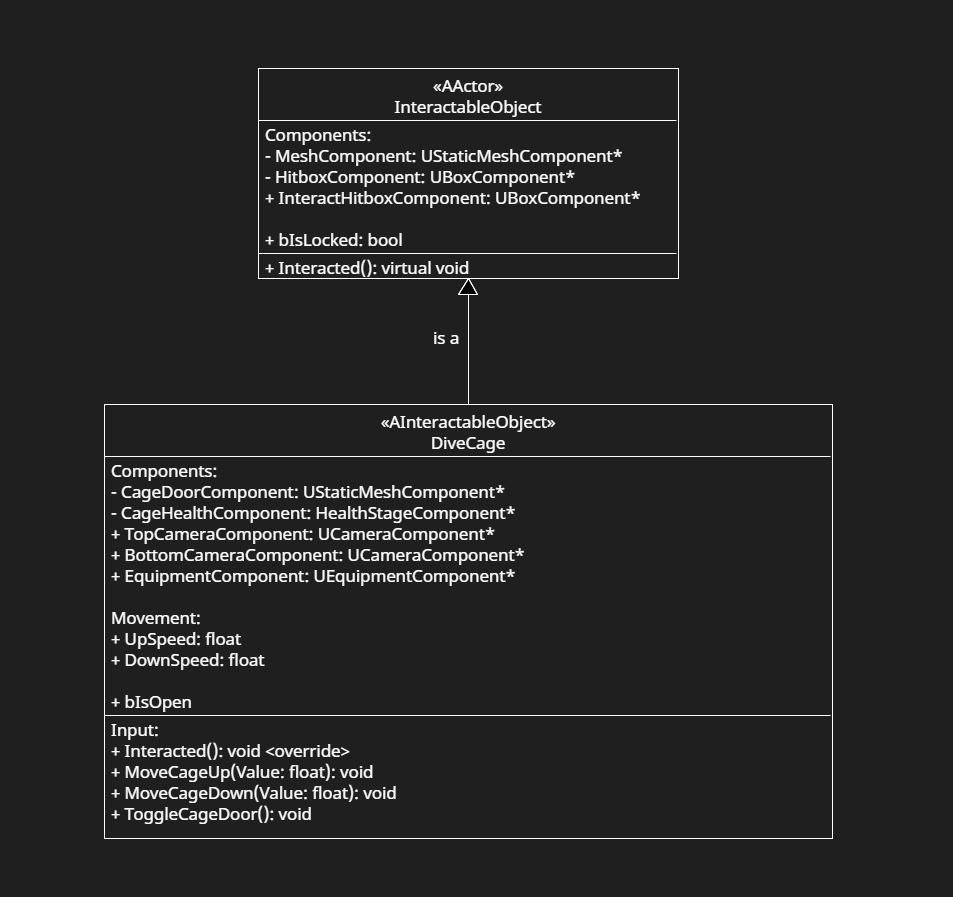 «AActor»
InteractableObject
Components:
- MeshComponent: UStaticMeshComponent*
- HitboxComponent: UBoxComponent*
+ InteractHitboxComponent: UBoxComponent*
+ bIsLocked: bool
+ Interacted(): virtual void
is a
«AInteractableObject»
DiveCage
Components:
- CageDoorComponent: UStaticMeshComponent*
- CageHealthComponent: HealthStageComponent*
+ TopCameraComponent: UCameraComponent*
+ BottomCameraComponent: UCameraComponent*
+ EquipmentComponent: UEquipmentComponent*
Movement:
+ UpSpeed: float
+ DownSpeed: float
+ bIsOpen
Input:
+ Interacted(): void <override>
+ MoveCageUp(Value: float): void
+ MoveCageDown(Value: float): void
+ ToggleCageDoor(): void